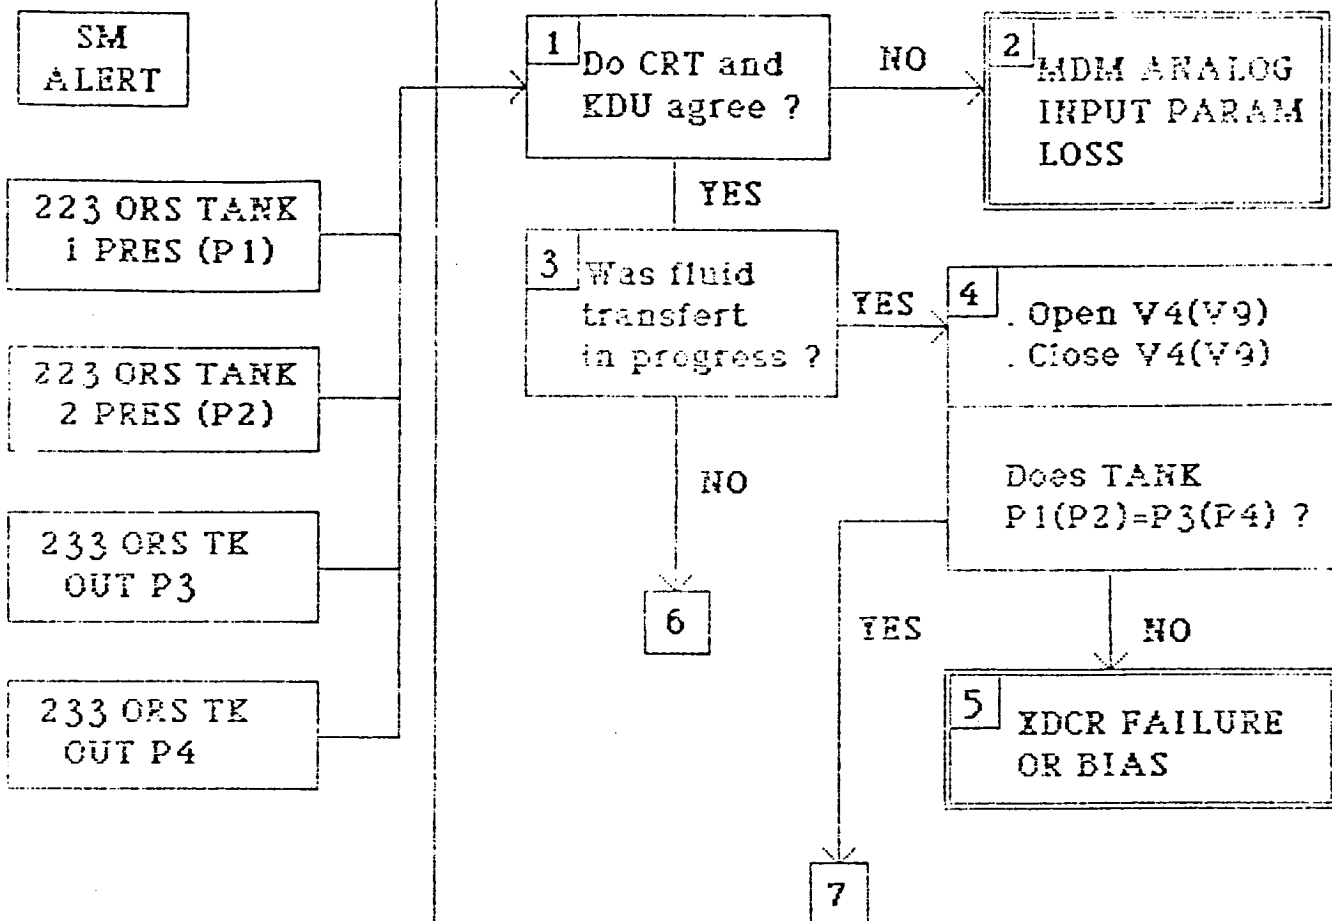 SM
ALERT
223 ORS TANK
1 PRES (P1)
223 ORS TANK
2 PRES (P2)
233 ORS TK
OUT P3
233 ORS TK
OUT P4
1
Do CRT and
KDU agree ?
NO
2
MDM ANALOG
INPUT PARAM
LOSS
YES
3
Was fluid
transfert
in progress ?
YES
4
. Open V4(V9)
. Close V4(V9)
Does TANK
P1(P2)=P3(P4) ?
NO
6
YES
NO
5
XDCR FAILURE
OR BIAS
7